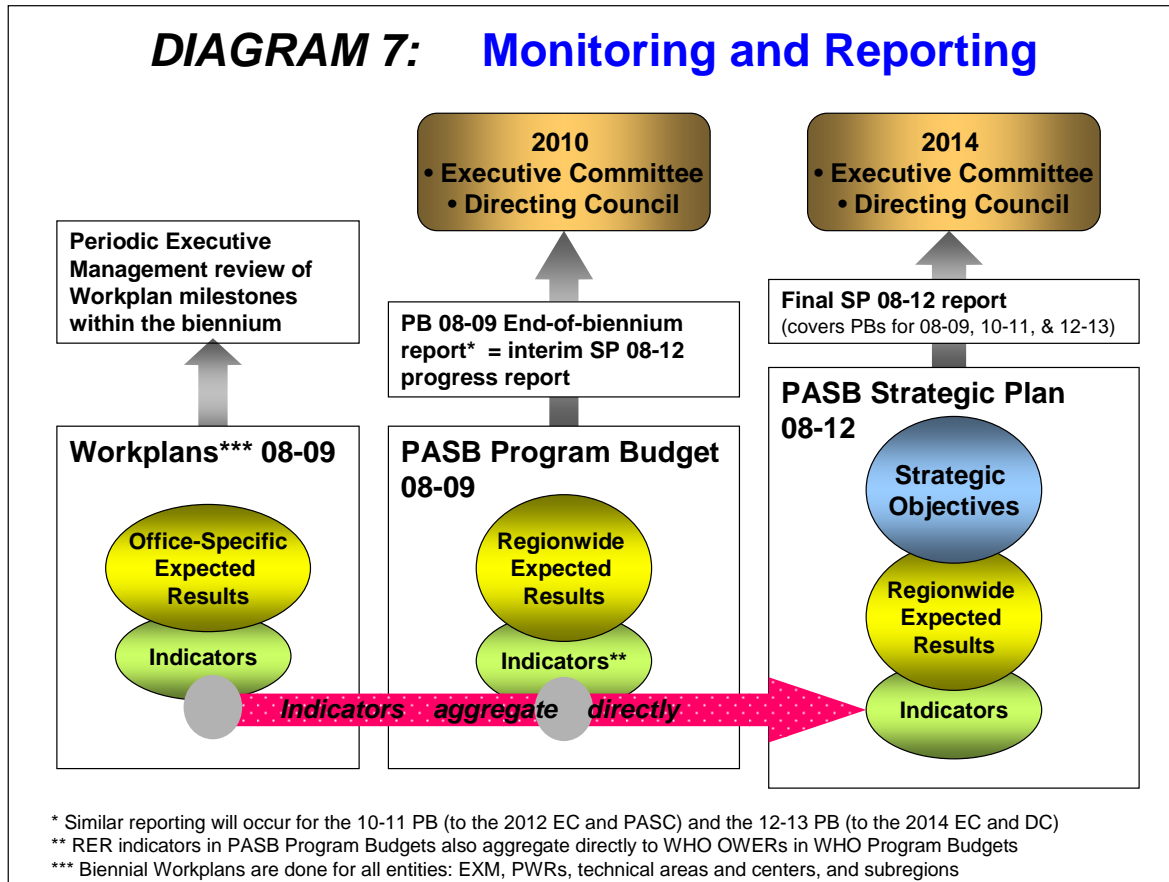 DIAGRAM 7: Monitoring and Reporting
2010
• Executive Committee
• Directing Council
2014
• Executive Committee
• Directing Council
Periodic Executive
Management review of
Workplan milestones
within the biennium
PB 08-09 End-of-biennium
report* = interim SP 08-12
progress report
Final SP 08-12 report
(covers PBs for 08-09, 10-11, & 12-13)
Workplans*** 08-09
Office-Specific
Expected
Results
Indicators
PASB Program Budget
08-09
Regionwide
Expected
Results
Indicators**
PASB Strategic Plan
08-12
Strategic
Objectives
Regionwide
Expected
Results
Indicators
Indicators aggregate directly
* Similar reporting will occur for the 10-11 PB (to the 2012 EC and PASC) and the 12-13 PB (to the 2014 EC and DC)
** RER indicators in PASB Program Budgets also aggregate directly to WHO OWERs in WHO Program Budgets
*** Biennial Workplans are done for all entities: EXM, PWRs, technical areas and centers, and subregions